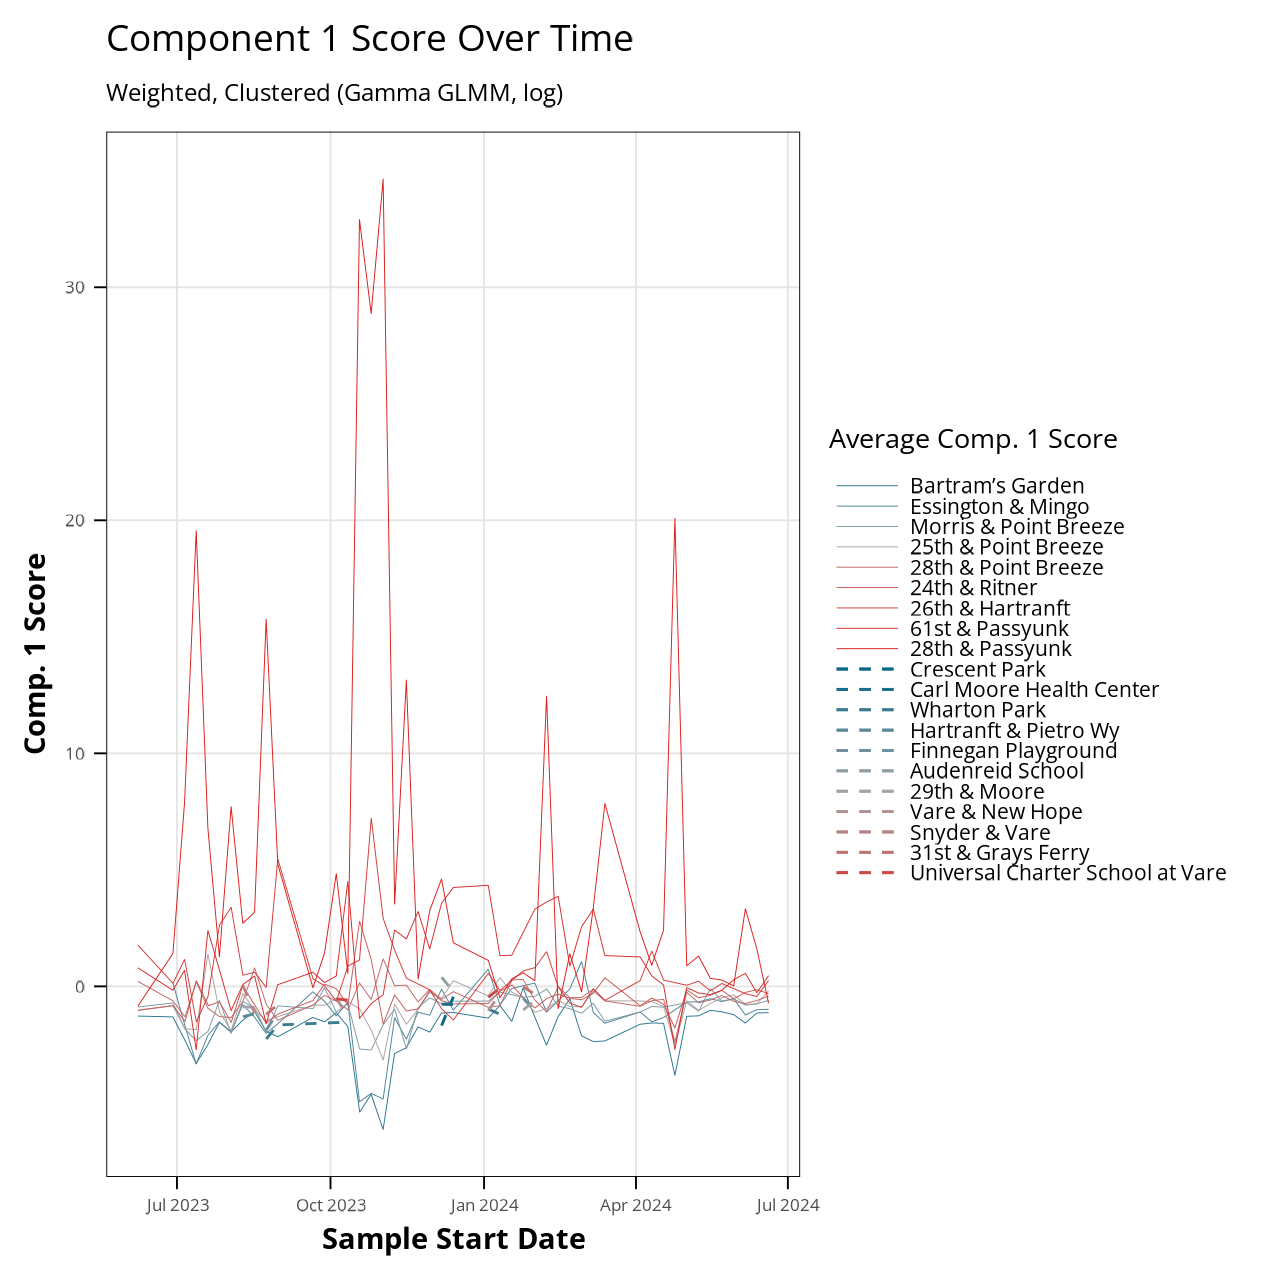 Component 1 Score Over Time
Weighted, Clustered (Gamma GLMM, log)
Comp. 1 Score
30
20
10
0
Jul 2023
Oct 2023
Jan 2024
Apr 2024
Jul 2024
Sample Start Date
Average Comp. 1 Score
Bartram’s Garden
Essington & Mingo
Morris & Point Breeze
25th & Point Breeze
28th & Point Breeze
24th & Ritner
26th & Hartranft
61st & Passyunk
28th & Passyunk
Crescent Park
Carl Moore Health Center
Wharton Park
Hartranft & Pietro Wy
Finnegan Playground
Audenreid School
29th & Moore
Vare & New Hope
Snyder & Vare
31st & Grays Ferry
Universal Charter School at Vare